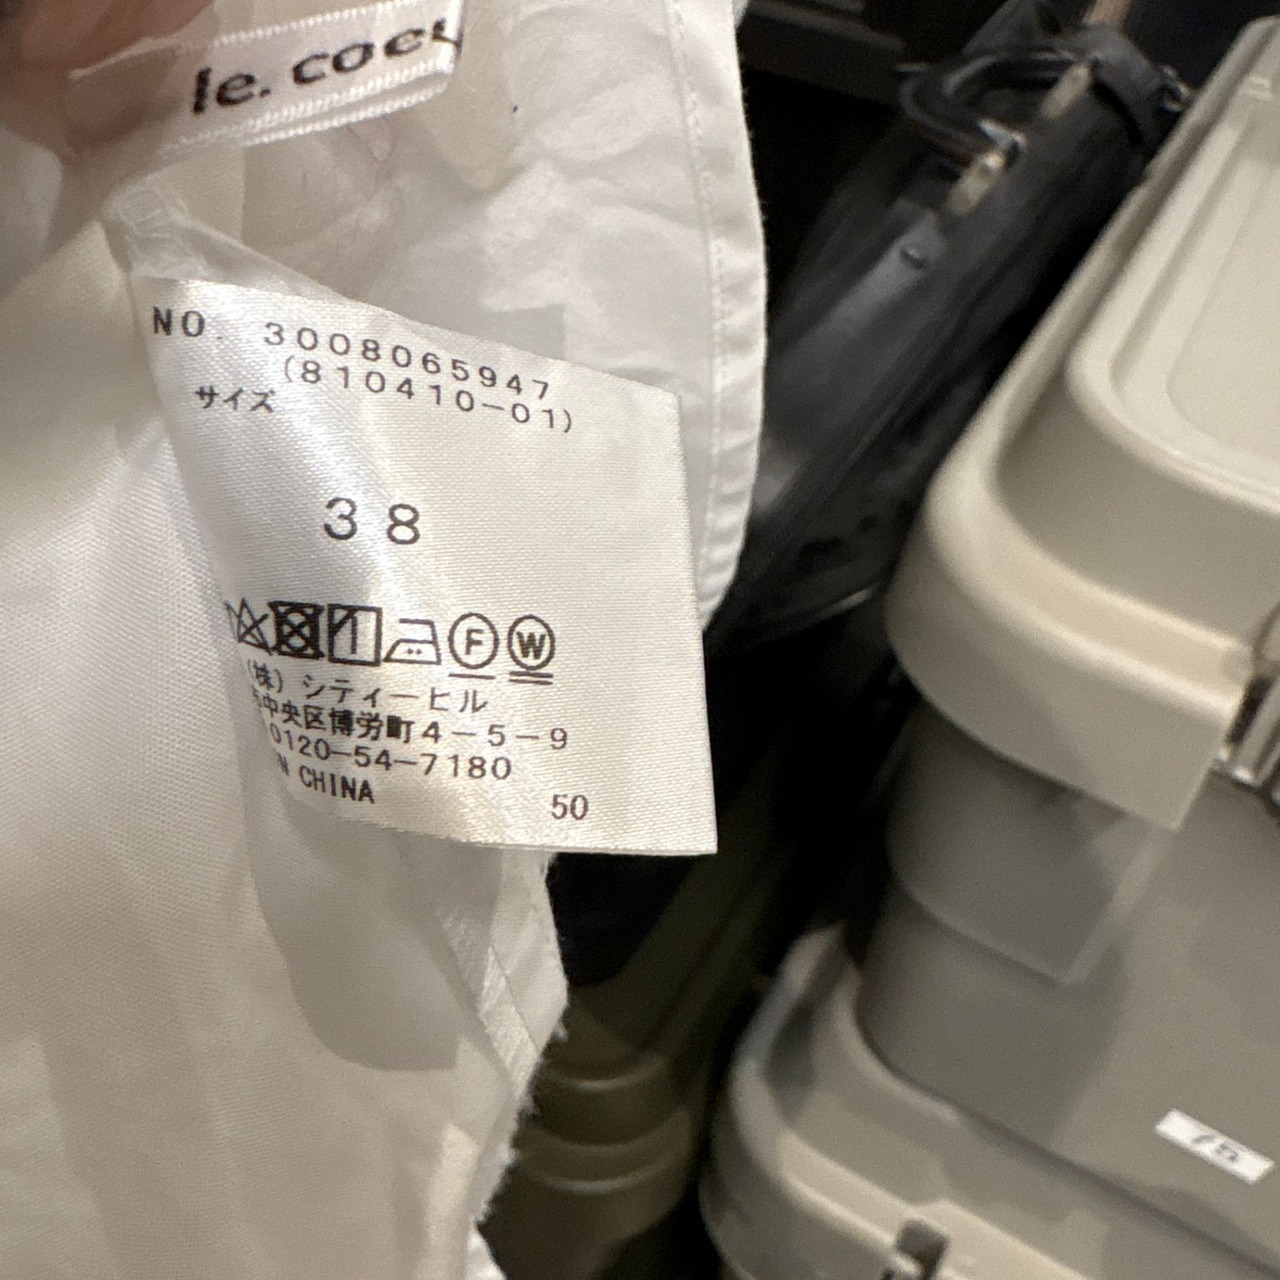 le. coeur
NO. 3008065947
(810410-01)
サイズ
38
F W
(株) シティーヒル
中央区博労町4-5-9
0120-54-7180
N CHINA
50